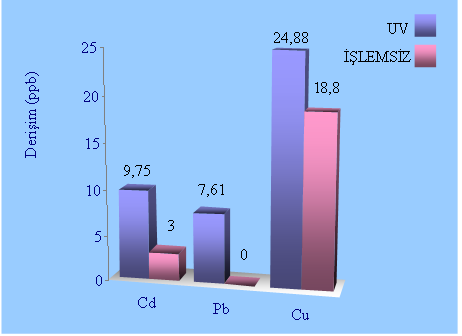 UV
İŞLEMSİZ
Derişim (ppb)
25
20
15
10
5
0
9,75
3
7,61
0
24,88
18,8
Cd
Pb
Cu